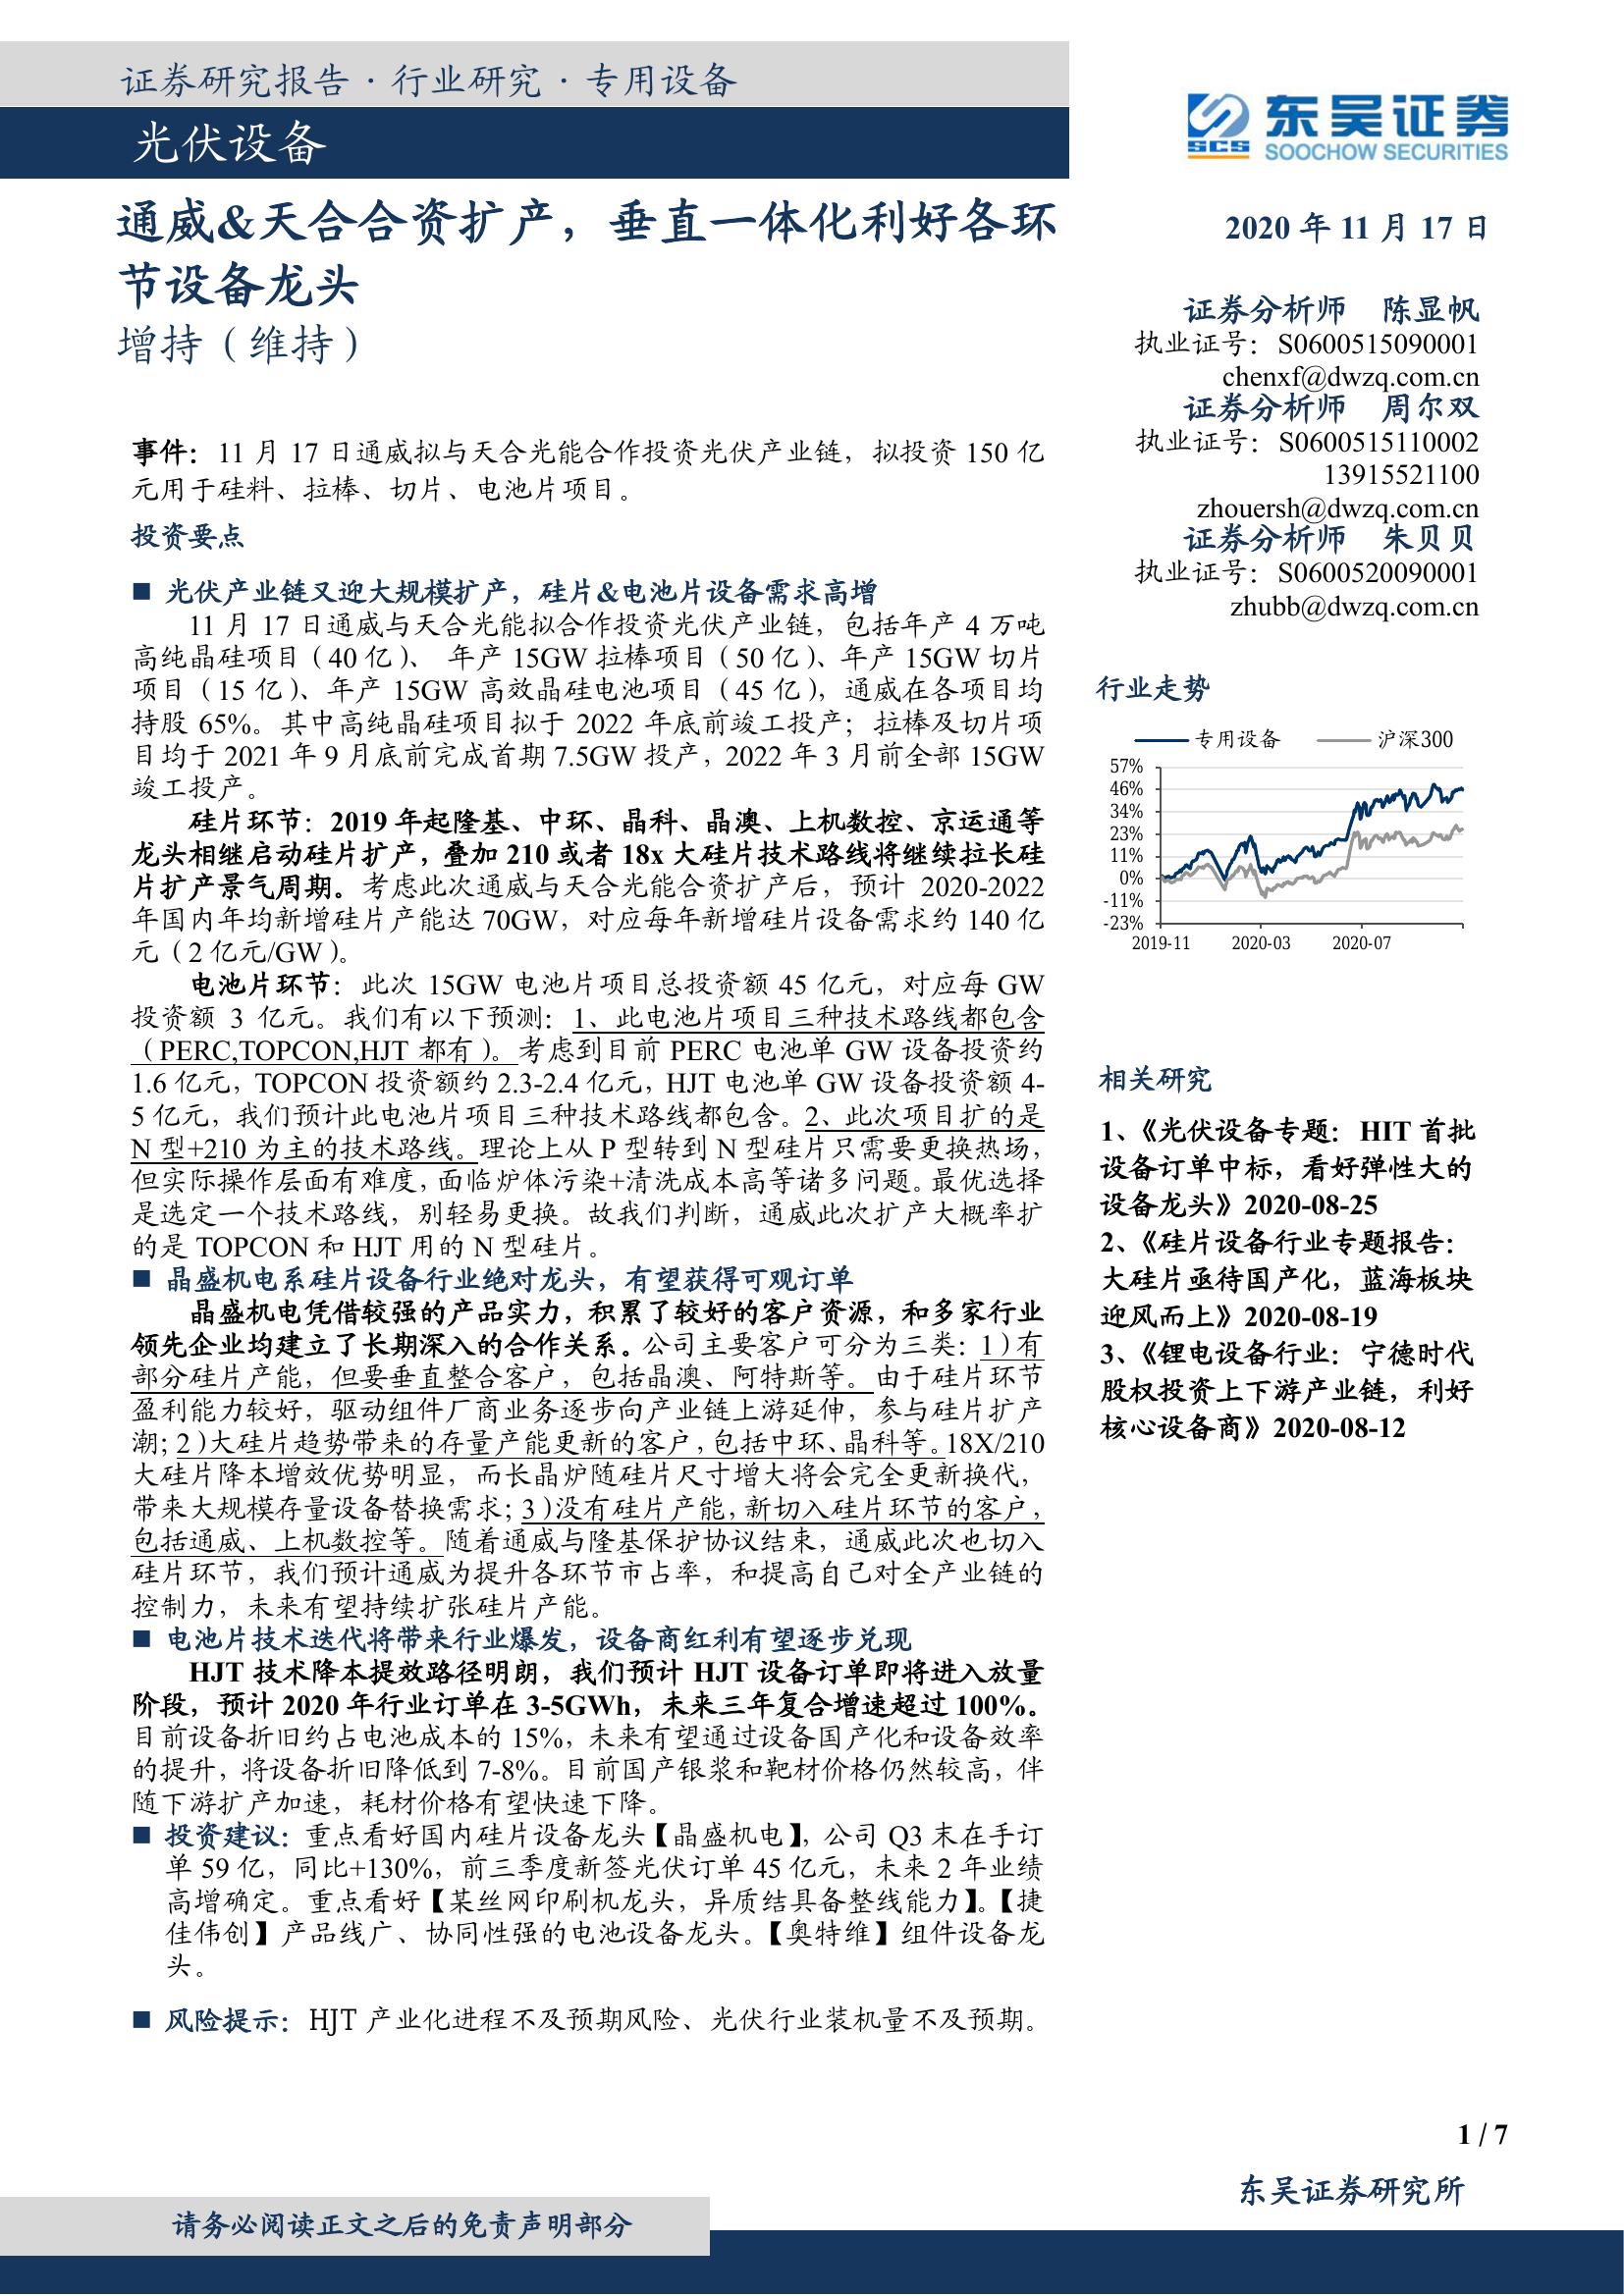 证券研究报告 · 行业研究 · 专用设备
光伏设备
东吴证券
SCS
SOOCHOW SECURITIES
通威&天合合资扩产，垂直一体化利好各环
节设备龙头
增持（维持）
事件：11 月 17 日通威拟与天合光能合作投资光伏产业链，拟投资 150 亿
元用于硅料、拉棒、切片、电池片项目。
投资要点
■ 光伏产业链又迎大规模扩产，硅片&电池片设备需求高增
11 月 17 日通威与天合光能拟合作投资光伏产业链，包括年产 4 万吨
高纯晶硅项目（40 亿）、 年产 15GW 拉棒项目（50 亿）、年产 15GW 切片
项目（15 亿）、年产 15GW 高效晶硅电池项目（45 亿），通威在各项目均
持股 65%。其中高纯晶硅项目拟于 2022 年底前竣工投产；拉棒及切片项
目均于 2021 年 9 月底前完成首期 7.5GW 投产，2022 年 3 月前全部 15GW
竣工投产。
硅片环节：2019 年起隆基、中环、晶科、晶澳、上机数控、京运通等
龙头相继启动硅片扩产，叠加 210 或者 18x 大硅片技术路线将继续拉长硅
片扩产景气周期。考虑此次通威与天合光能合资扩产后，预计 2020-2022
年国内年均新增硅片产能达 70GW，对应每年新增硅片设备需求约 140 亿
元（2 亿元/GW）。
电池片环节：此次 15GW 电池片项目总投资额 45 亿元，对应每 GW
投资额 3 亿元。我们有以下预测：1、此电池片项目三种技术路线都包含
（PERC,TOPCON,HJT 都有）。考虑到目前 PERC 电池单 GW 设备投资约
1.6 亿元，TOPCON 投资额约 2.3-2.4 亿元，HJT 电池单 GW 设备投资额 4-
5 亿元，我们预计此电池片项目三种技术路线都包含。2、此次项目扩的是
N 型+210 为主的技术路线。理论上从 P 型转到 N 型硅片只需要更换热场，
但实际操作层面有难度，面临炉体污染+清洗成本高等诸多问题。最优选择
是选定一个技术路线，别轻易更换。故我们判断，通威此次扩产大概率扩
的是 TOPCON 和 HJT 用的 N 型硅片。
■ 晶盛机电系硅片设备行业绝对龙头，有望获得可观订单
晶盛机电凭借较强的产品实力，积累了较好的客户资源，和多家行业
领先企业均建立了长期深入的合作关系。公司主要客户可分为三类：1）有
部分硅片产能，但要垂直整合客户，包括晶澳、阿特斯等。由于硅片环节
盈利能力较好，驱动组件厂商业务逐步向产业链上游延伸，参与硅片扩产
潮；2）大硅片趋势带来的存量产能更新的客户，包括中环、晶科等。18X/210
大硅片降本增效优势明显，而长晶炉随硅片尺寸增大将会完全更新换代，
带来大规模存量设备替换需求；3）没有硅片产能，新切入硅片环节的客户，
包括通威、上机数控等。随着通威与隆基保护协议结束，通威此次也切入
硅片环节，我们预计通威为提升各环节市占率，和提高自己对全产业链的
控制力，未来有望持续扩张硅片产能。
■ 电池片技术迭代将带来行业爆发，设备商红利有望逐步兑现
HJT 技术降本提效路径明朗，我们预计 HJT 设备订单即将进入放量
阶段，预计 2020 年行业订单在 3-5GWh，未来三年复合增速超过 100%。
目前设备折旧约占电池成本的 15%，未来有望通过设备国产化和设备效率
的提升，将设备折旧降低到 7-8%。目前国产银浆和靶材价格仍然较高，伴
随下游扩产加速，耗材价格有望快速下降。
■ 投资建议：重点看好国内硅片设备龙头【晶盛机电】，公司 Q3 末在手订
单 59 亿，同比+130%，前三季度新签光伏订单 45 亿元，未来 2 年业绩
高增确定。重点看好【某丝网印刷机龙头，异质结具备整线能力】。【捷
佳伟创】产品线广、协同性强的电池设备龙头。【奥特维】组件设备龙
头。
■ 风险提示：HJT 产业化进程不及预期风险、光伏行业装机量不及预期。
2020 年 11 月 17 日
证券分析师 陈显帆
执业证号：S0600515090001
chenxf@dwzq.com.cn
证券分析师 周尔双
执业证号：S0600515110002
13915521100
zhouersh@dwzq.com.cn
证券分析师 朱贝贝
执业证号：S0600520090001
zhubb@dwzq.com.cn
行业走势
专用设备 沪深300
57%
46%
34%
23%
11%
0%
-11%
-23%
2019-11 2020-03 2020-07
相关研究
1、《光伏设备专题：HIT 首批
设备订单中标，看好弹性大的
设备龙头》2020-08-25
2、《硅片设备行业专题报告：
大硅片亟待国产化，蓝海板块
迎风而上》2020-08-19
3、《锂电设备行业：宁德时代
股权投资上下游产业链，利好
核心设备商》2020-08-12
1 / 7
东吴证券研究所
请务必阅读正文之后的免责声明部分